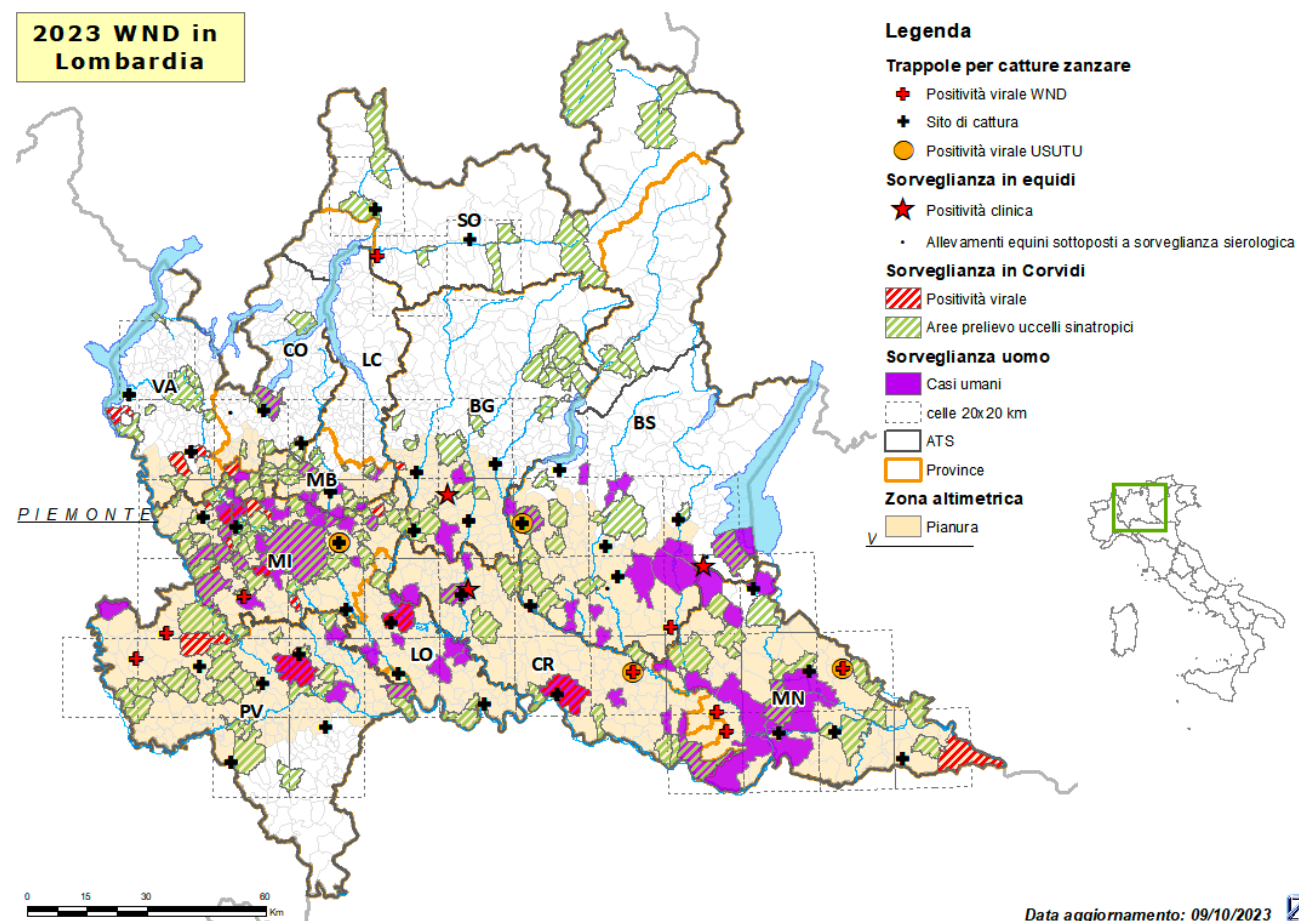 2023 WND in
Lombardia
Legenda
Trappole per catture zanzare
Positività virale WND
Sito di cattura
Positività virale USUTU
Sorveglianza in equidi
Positività clinica
Allevamenti equini sottoposti a sorveglianza sierologica
Sorveglianza in Corvidi
Positività virale
Aree prelievo uccelli sinatropici
Sorveglianza uomo
Casi umani
celle 20x20 km
ATS
Province
Zona altimetrica
Pianura
SO
CO
LC
VA
BG
BS
MB
PIEMONTE
V
MI
LO
CR
MN
PV
0 15 30 60
Km
Data aggiornamento: 09/10/2023